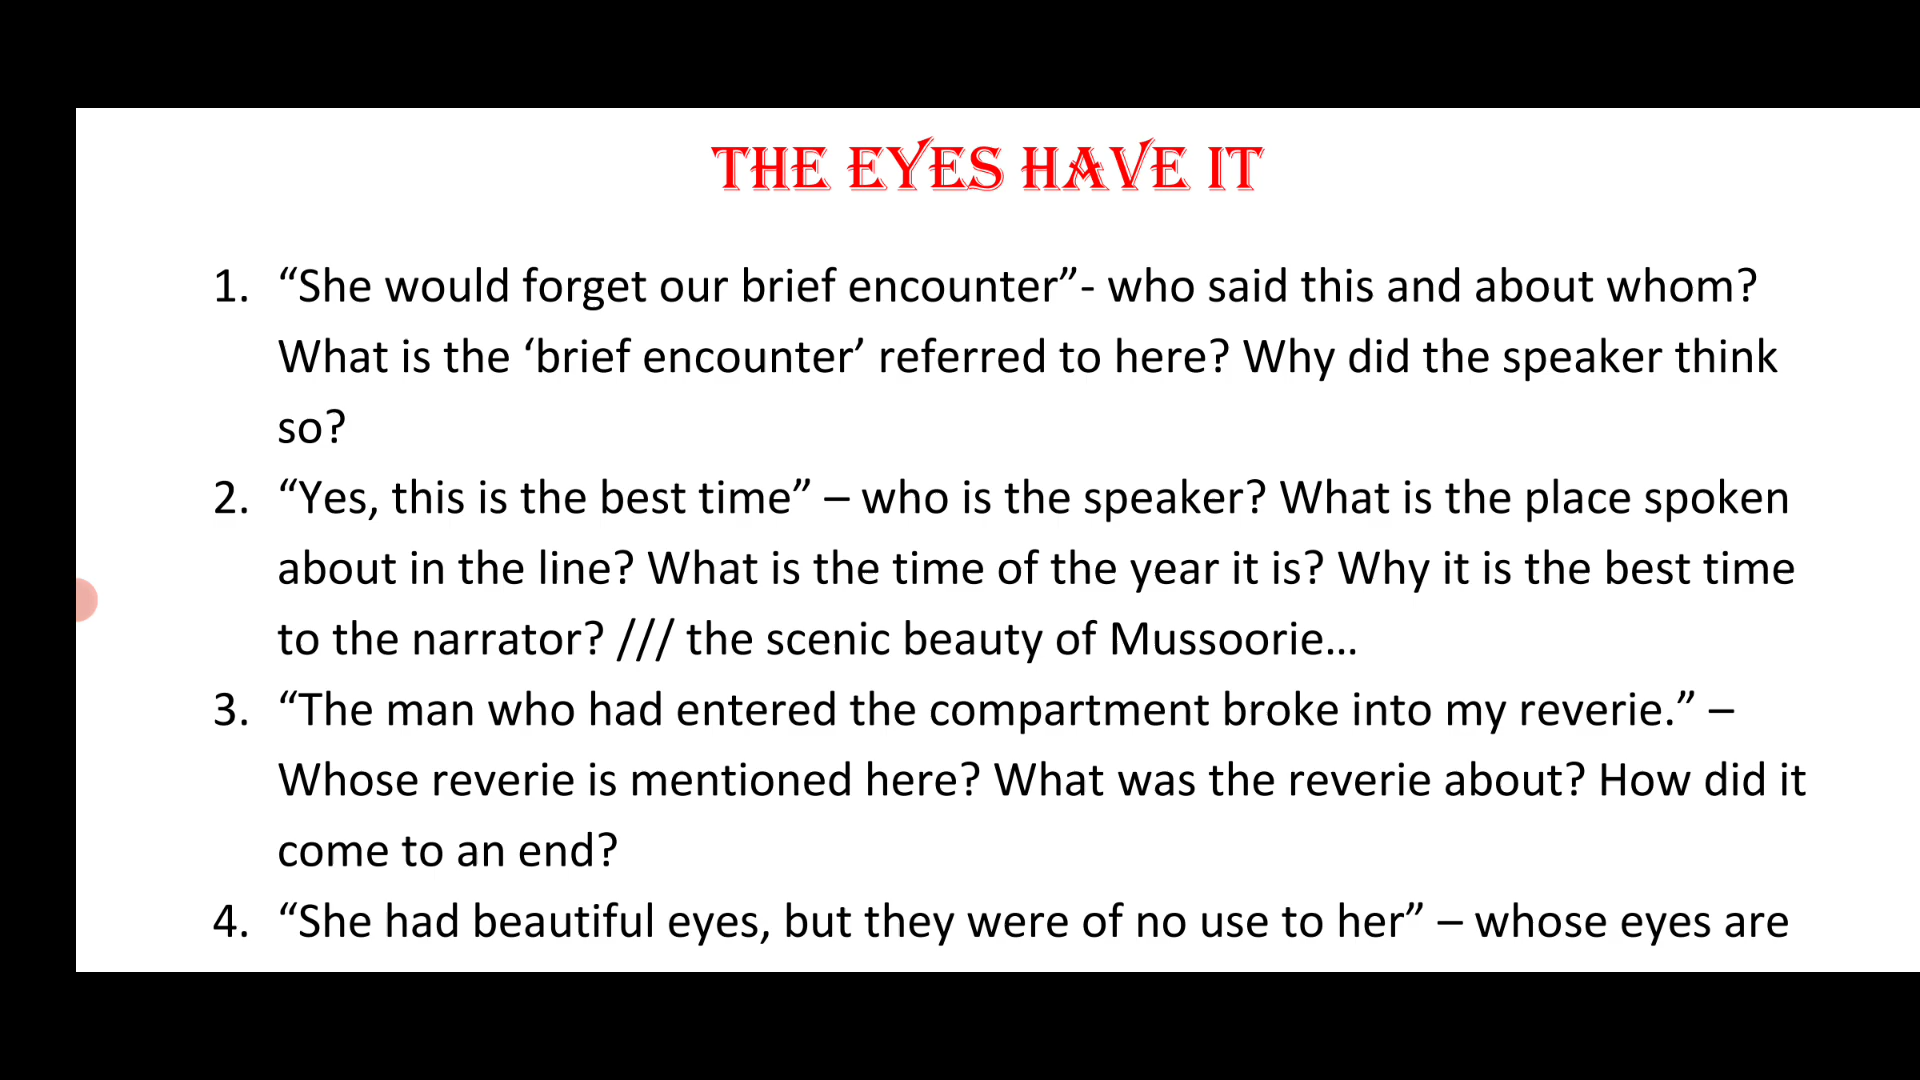 THE EYES HAVE IT
1. “She would forget our brief encounter”- who said this and about whom?
What is the ‘brief encounter’ referred to here? Why did the speaker think
so?
2. “Yes, this is the best time” – who is the speaker? What is the place spoken
about in the line? What is the time of the year it is? Why it is the best time
to the narrator? /// the scenic beauty of Mussoorie…
3. “The man who had entered the compartment broke into my reverie.” –
Whose reverie is mentioned here? What was the reverie about? How did it
come to an end?
4. “She had beautiful eyes, but they were of no use to her” – whose eyes are